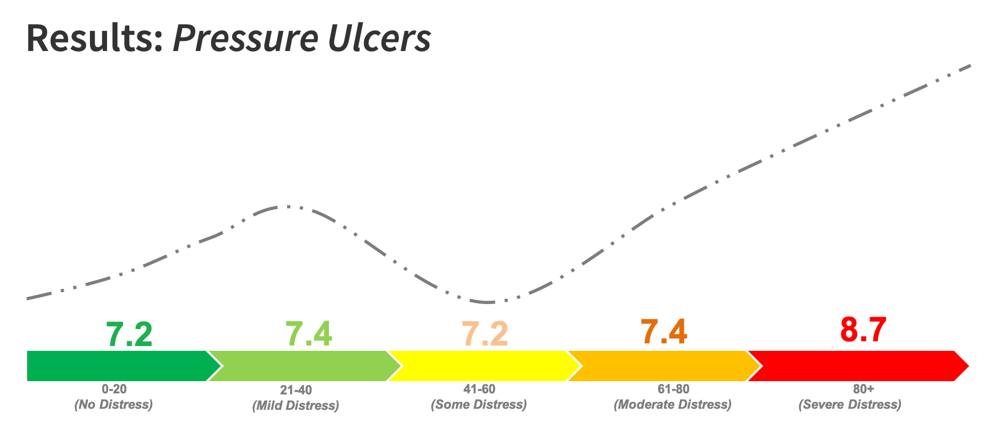 Results: Pressure Ulcers
7.2 7.4 7.2 7.4 8.7
0-20 21-40 41-60 61-80 80+
(No Distress) (Mild Distress) (Some Distress) (Moderate Distress) (Severe Distress)